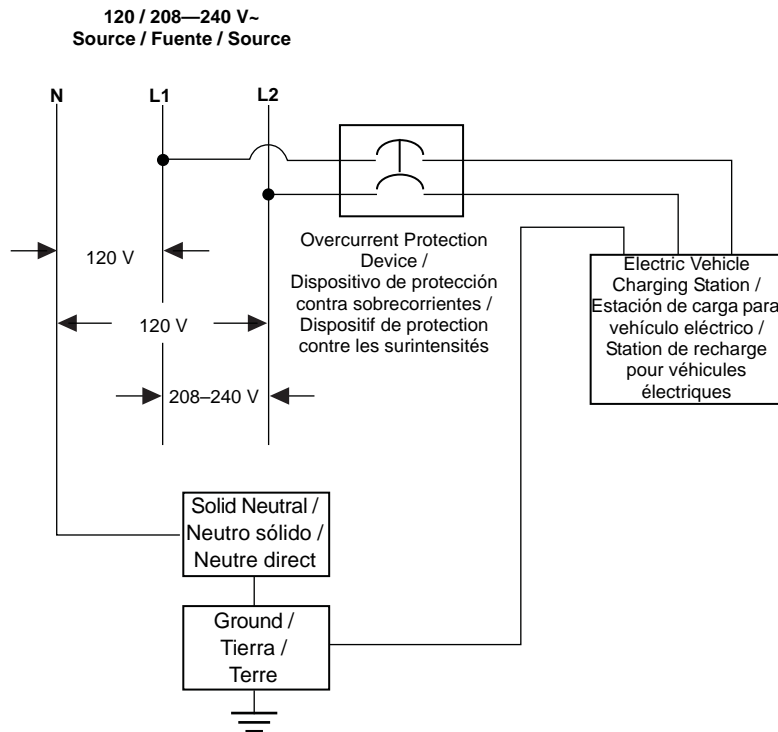 120 / 208—240 V~
Source / Fuente / Source
N
L1
L2
120 V
120 V
208–240 V
Overcurrent Protection
Device /
Dispositivo de protección
contra sobrecorrientes /
Dispositif de protection
contre les surintensités
Electric Vehicle
Charging Station /
Estación de carga para
vehículo eléctrico /
Station de recharge
pour véhicules
électriques
Solid Neutral /
Neutro sólido /
Neutre direct
Ground /
Tierra /
Terre